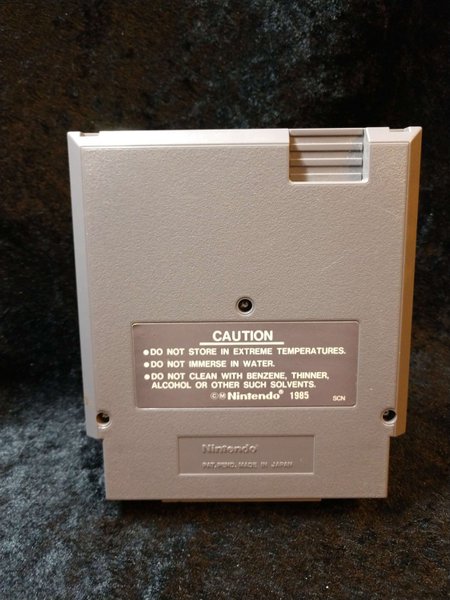 CAUTION
●DO NOT STORE IN EXTREME TEMPERATURES.
●DO NOT IMMERSE IN WATER.
●DO NOT CLEAN WITH BENZENE, THINNER,
ALCOHOL OR OTHER SUCH SOLVENTS.
©Ⓜ Nintendo® 1985 SCN
Nintendo®
PAT. PEND. MADE IN JAPAN